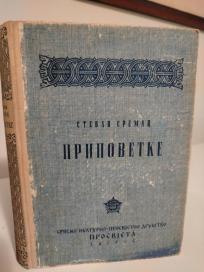 СТЕВАН СРЕМАЦ
ПРИПОВЕТКЕ
СРПСКО КУЛТУРНО-ПРОСВЈЕТНО ДРУШТВО
ПРОСВЈЕТА